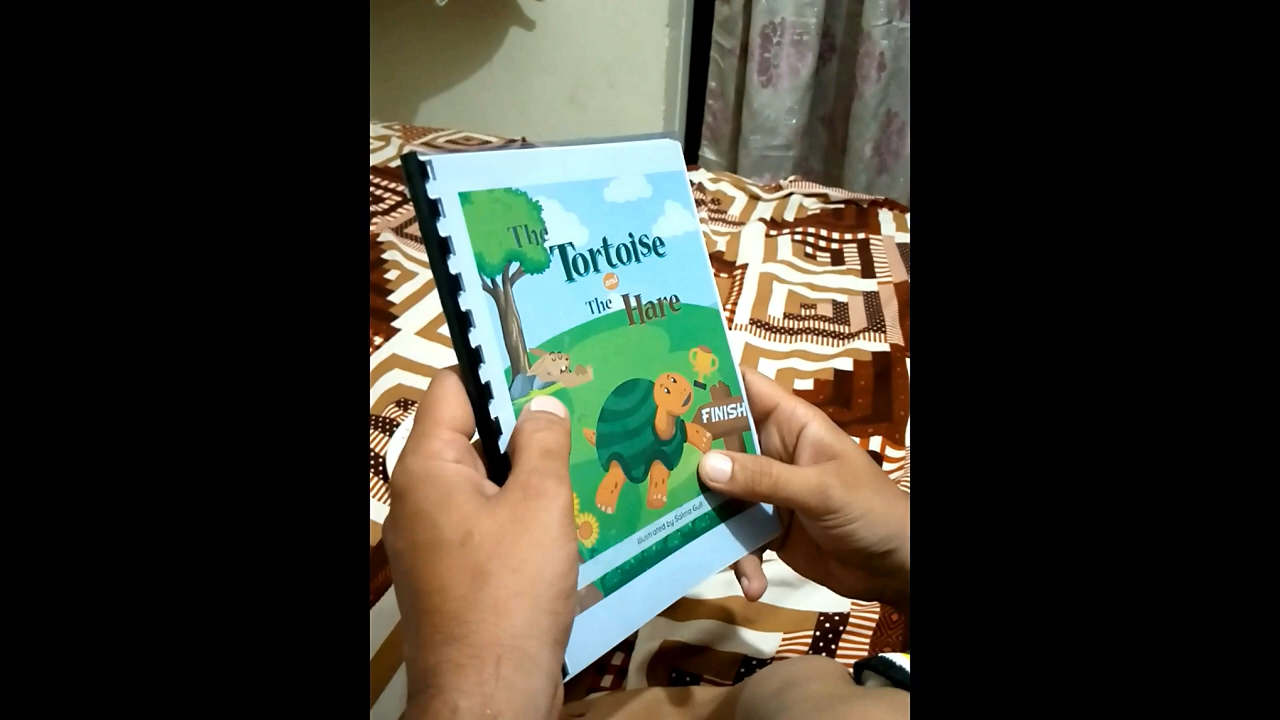 The
Tortoise
and
The Hare
FINISH
Illustrated by Salma Gull